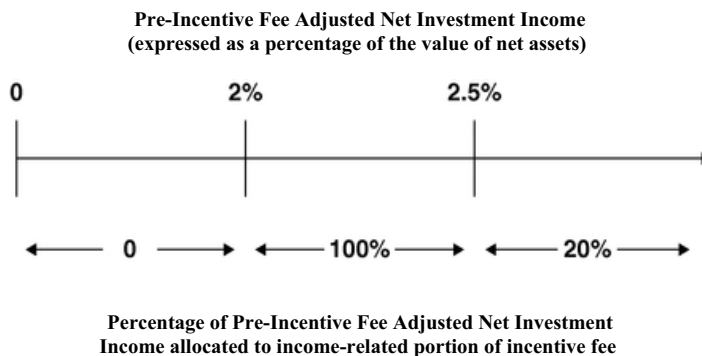 Pre-Incentive Fee Adjusted Net Investment Income
(expressed as a percentage of the value of net assets)
0 2% 2.5%
0 100% 20%
Percentage of Pre-Incentive Fee Adjusted Net Investment
Income allocated to income-related portion of incentive fee